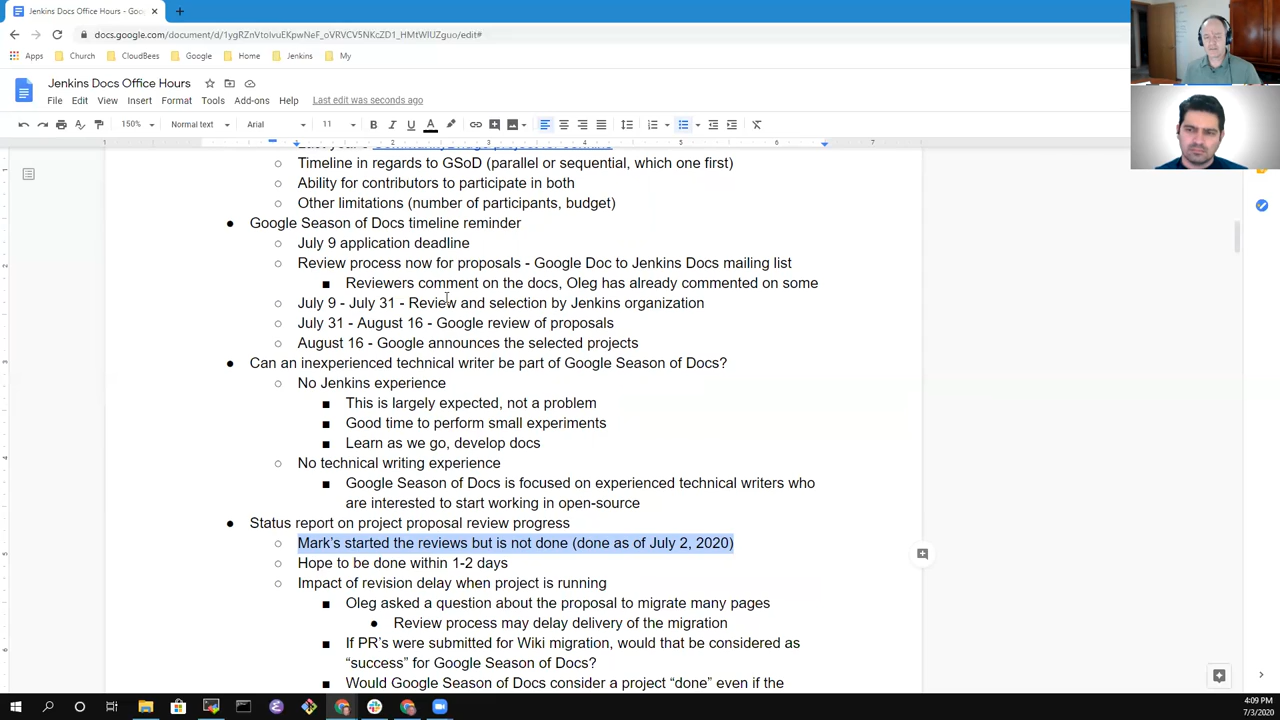 Jenkins Docs Office Hours - Goo
docs.google.com/document/d/1ygRZnVtoIvuEKpwNeF_oVRVCV5NKcZD1_HMtWlUZguo/edit#
Apps Church CloudBees Google Home Jenkins My
Jenkins Docs Office Hours
File Edit View Insert Format Tools Add-ons Help Last edit was seconds ago
150% Normal text Arial 11
Timeline in regards to GSoD (parallel or sequential, which one first)
Ability for contributors to participate in both
Other limitations (number of participants, budget)
Google Season of Docs timeline reminder
July 9 application deadline
Review process now for proposals - Google Doc to Jenkins Docs mailing list
Reviewers comment on the docs, Oleg has already commented on some
July 9 - July 31 - Review and selection by Jenkins organization
July 31 - August 16 - Google review of proposals
August 16 - Google announces the selected projects
Can an inexperienced technical writer be part of Google Season of Docs?
No Jenkins experience
This is largely expected, not a problem
Good time to perform small experiments
Learn as we go, develop docs
No technical writing experience
Google Season of Docs is focused on experienced technical writers who
are interested to start working in open-source
Status report on project proposal review progress
Mark's started the reviews but is not done (done as of July 2, 2020)
Hope to be done within 1-2 days
Impact of revision delay when project is running
Oleg asked a question about the proposal to migrate many pages
Review process may delay delivery of the migration
If PR's were submitted for Wiki migration, would that be considered as
“success” for Google Season of Docs?
Would Google Season of Docs consider a project “done” even if the
4:09 PM
7/3/2020